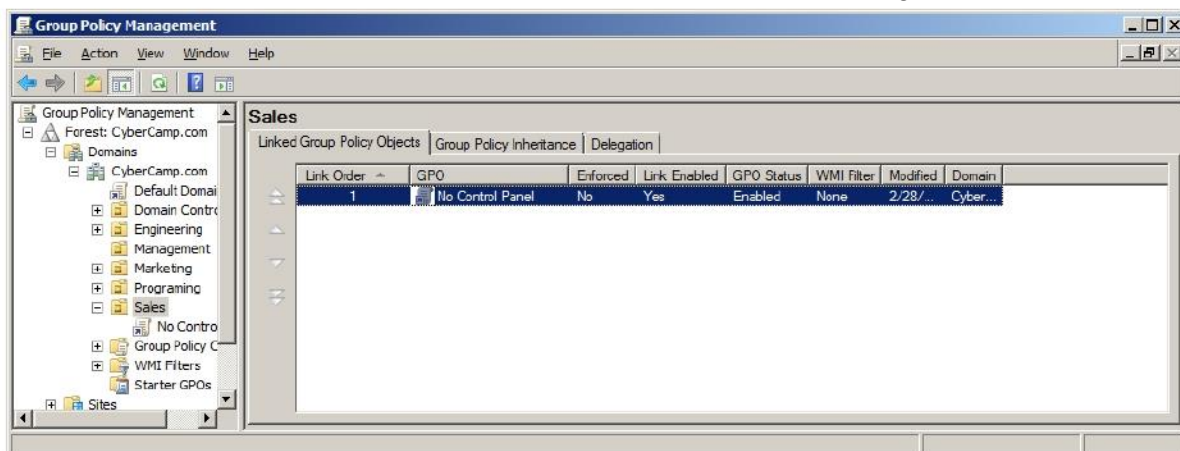 Group Policy Management
File Action View Window Help
Group Policy Management
Forest: CyberCamp.com
Domains
CyberCamp.com
Default Domai
Domain Contro
Engineering
Management
Marketing
Programing
Sales
No Contro
Group Policy C
WMI Filters
Starter GPOs
Sites
Sales
Linked Group Policy Objects Group Policy Inheritance Delegation
Link Order GPO Enforced Link Enabled GPO Status WMI Filter Modified Domain
1 No Control Panel No Yes Enabled None 2/28/... Cyber...